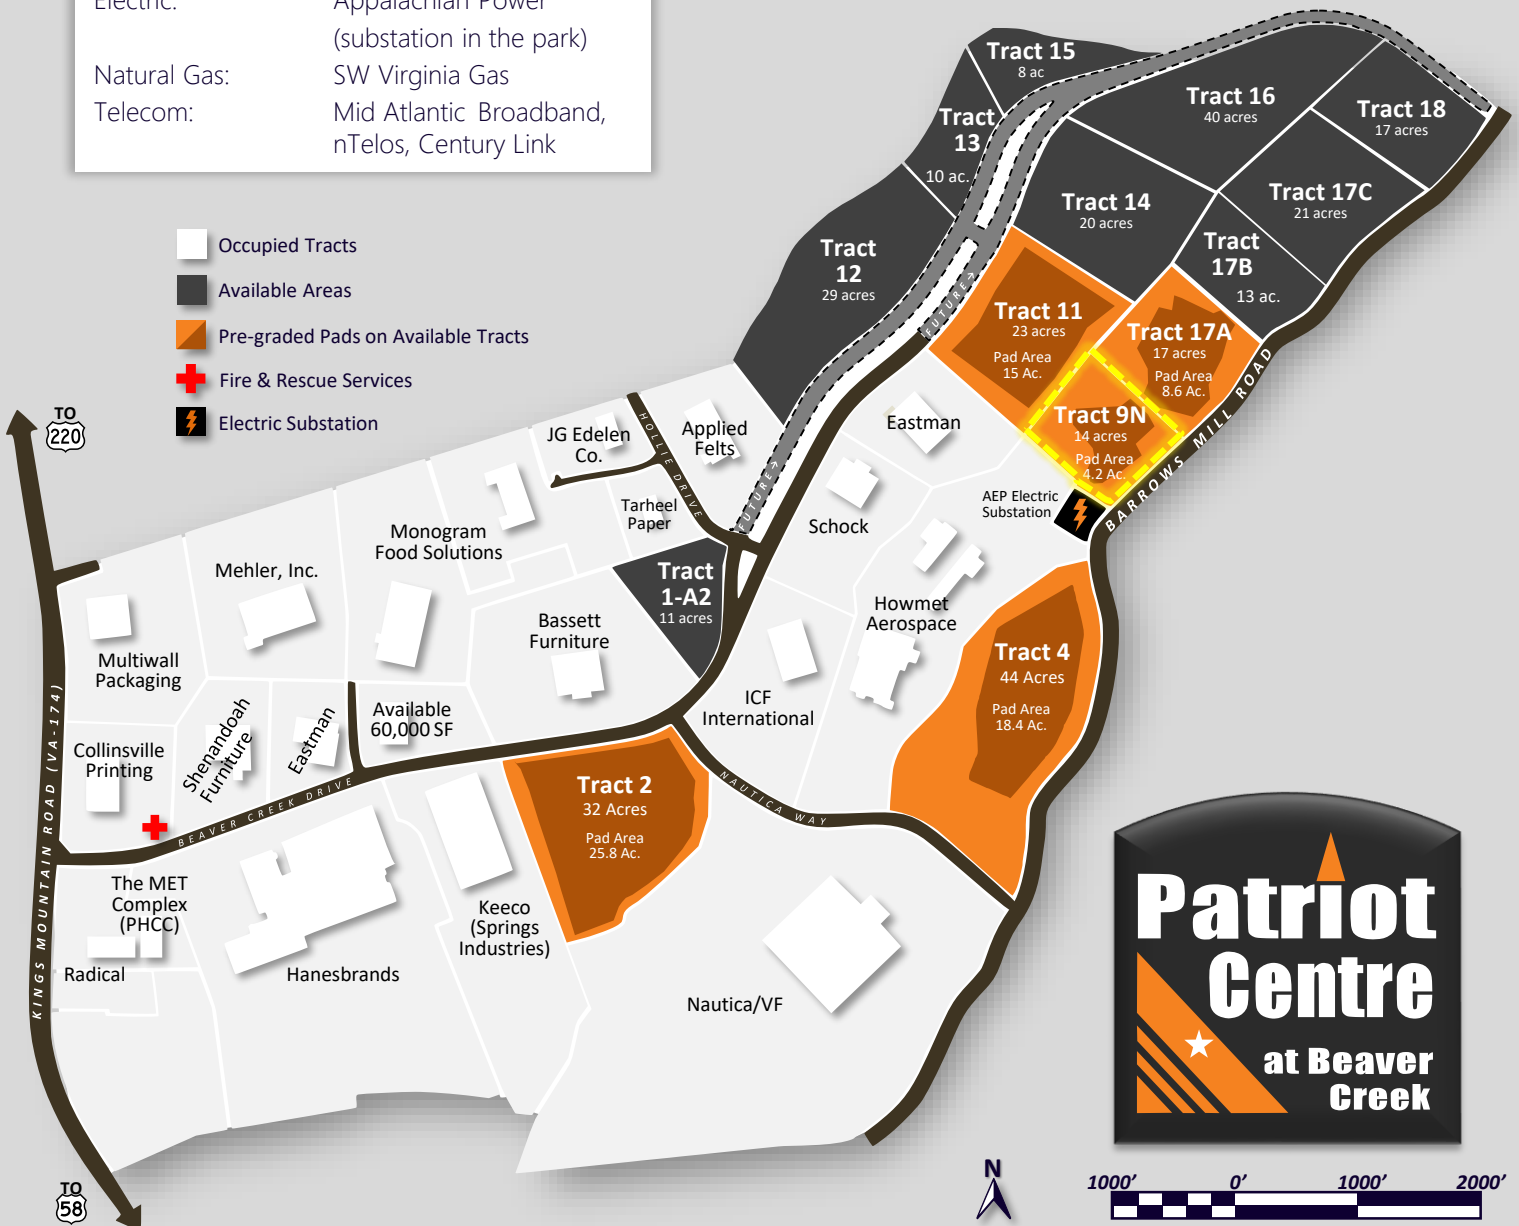 Electric:
Appalachian Power
(substation in the park)
Natural Gas:
SW Virginia Gas
Telecom:
Mid Atlantic Broadband,
nTelos, Century Link
Occupied Tracts
Available Areas
Pre-graded Pads on Available Tracts
Fire & Rescue Services
Electric Substation
TO
220
Tract 15
8 ac
Tract
13
10 ac.
Tract 16
40 acres
Tract 18
17 acres
Tract 14
20 acres
Tract 17C
21 acres
Tract
17B
13 ac.
Tract
12
29 acres
FUTURE
Tract 11
23 acres
Pad Area
15 Ac.
Tract 17A
17 acres
Pad Area
8.6 Ac.
Tract 9N
14 acres
Pad Area
4.2 Ac.
BARROWS MILL ROAD
AEP Electric
Substation
Eastman
JG Edelen
Co.
HOLLIE DRIVE
Applied
Felts
FUTURE
Tarheel
Paper
Schock
Monogram
Food Solutions
Mehler, Inc.
Tract
1-A2
11 acres
Bassett
Furniture
Howmet
Aerospace
Tract 4
44 Acres
Pad Area
18.4 Ac.
Multiwall
Packaging
ICF
International
Available
60,000 SF
Shenandoah
Furniture
Eastman
Collinsville
Printing
KINGS MOUNTAIN ROAD (VA-174)
BEAVER CREEK DRIVE
NAUTICA WAY
Tract 2
32 Acres
Pad Area
25.8 Ac.
The MET
Complex
(PHCC)
Radical
Hanesbrands
Keeco
(Springs
Industries)
Nautica/VF
Patriot
Centre
at Beaver
Creek
TO
58
N
1000’
0’
1000’
2000’